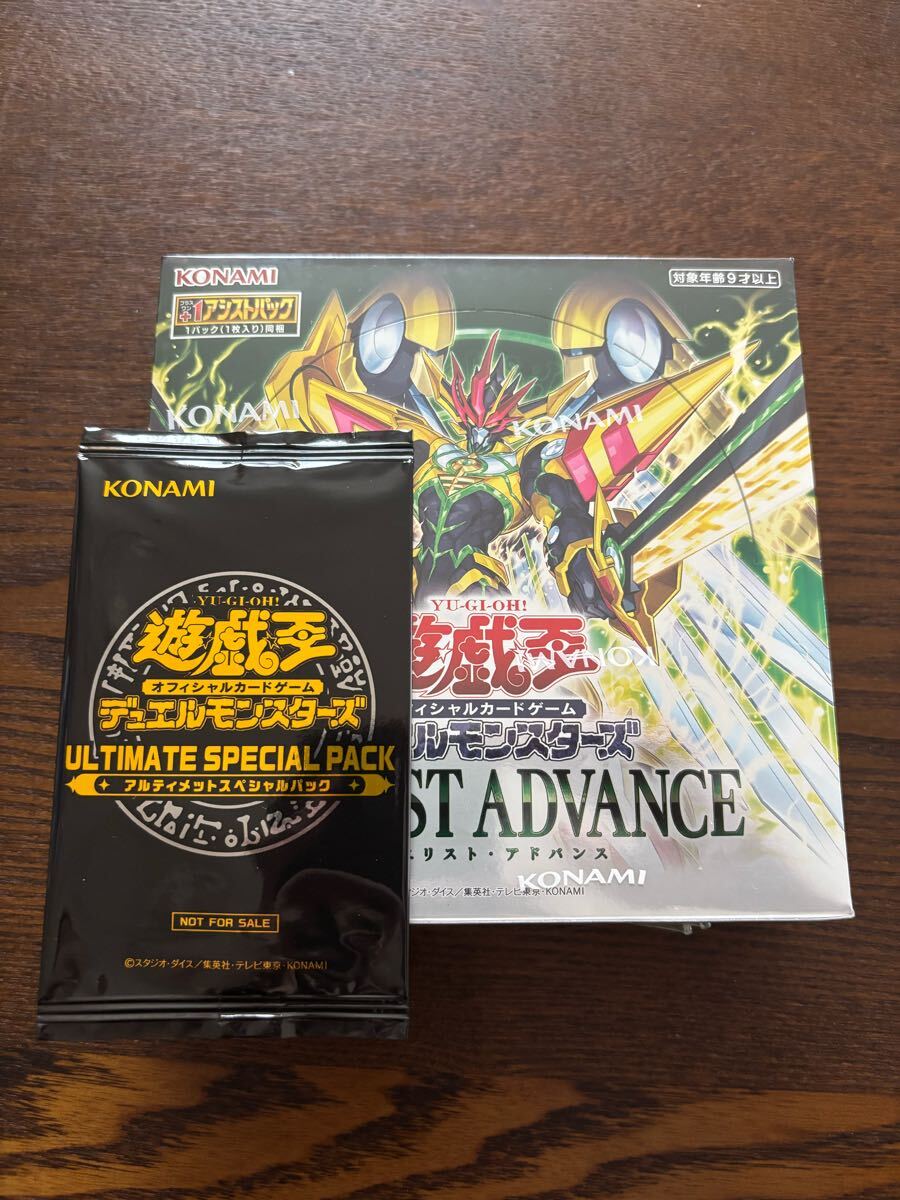 KONAMI
対象年齢9才以上
プラスワン
+1アシストパック
1パック(1枚入り)同梱
KONAMI
KONAMI
YU-GI-OH!
遊戯王
KONAMI
ィシャルカードゲーム
エルモンスターズ
ST ADVANCE
エリスト・アドバンス
KONAMI
ジオ・ダイス/集英社・テレビ東京・KONAMI
KONAMI
YU-GI-OH!
遊戯王
オフィシャルカードゲーム
デュエルモンスターズ
ULTIMATE SPECIAL PACK
アルティメットスペシャルパック
NOT FOR SALE
©スタジオ・ダイス/集英社・テレビ東京・KONAMI